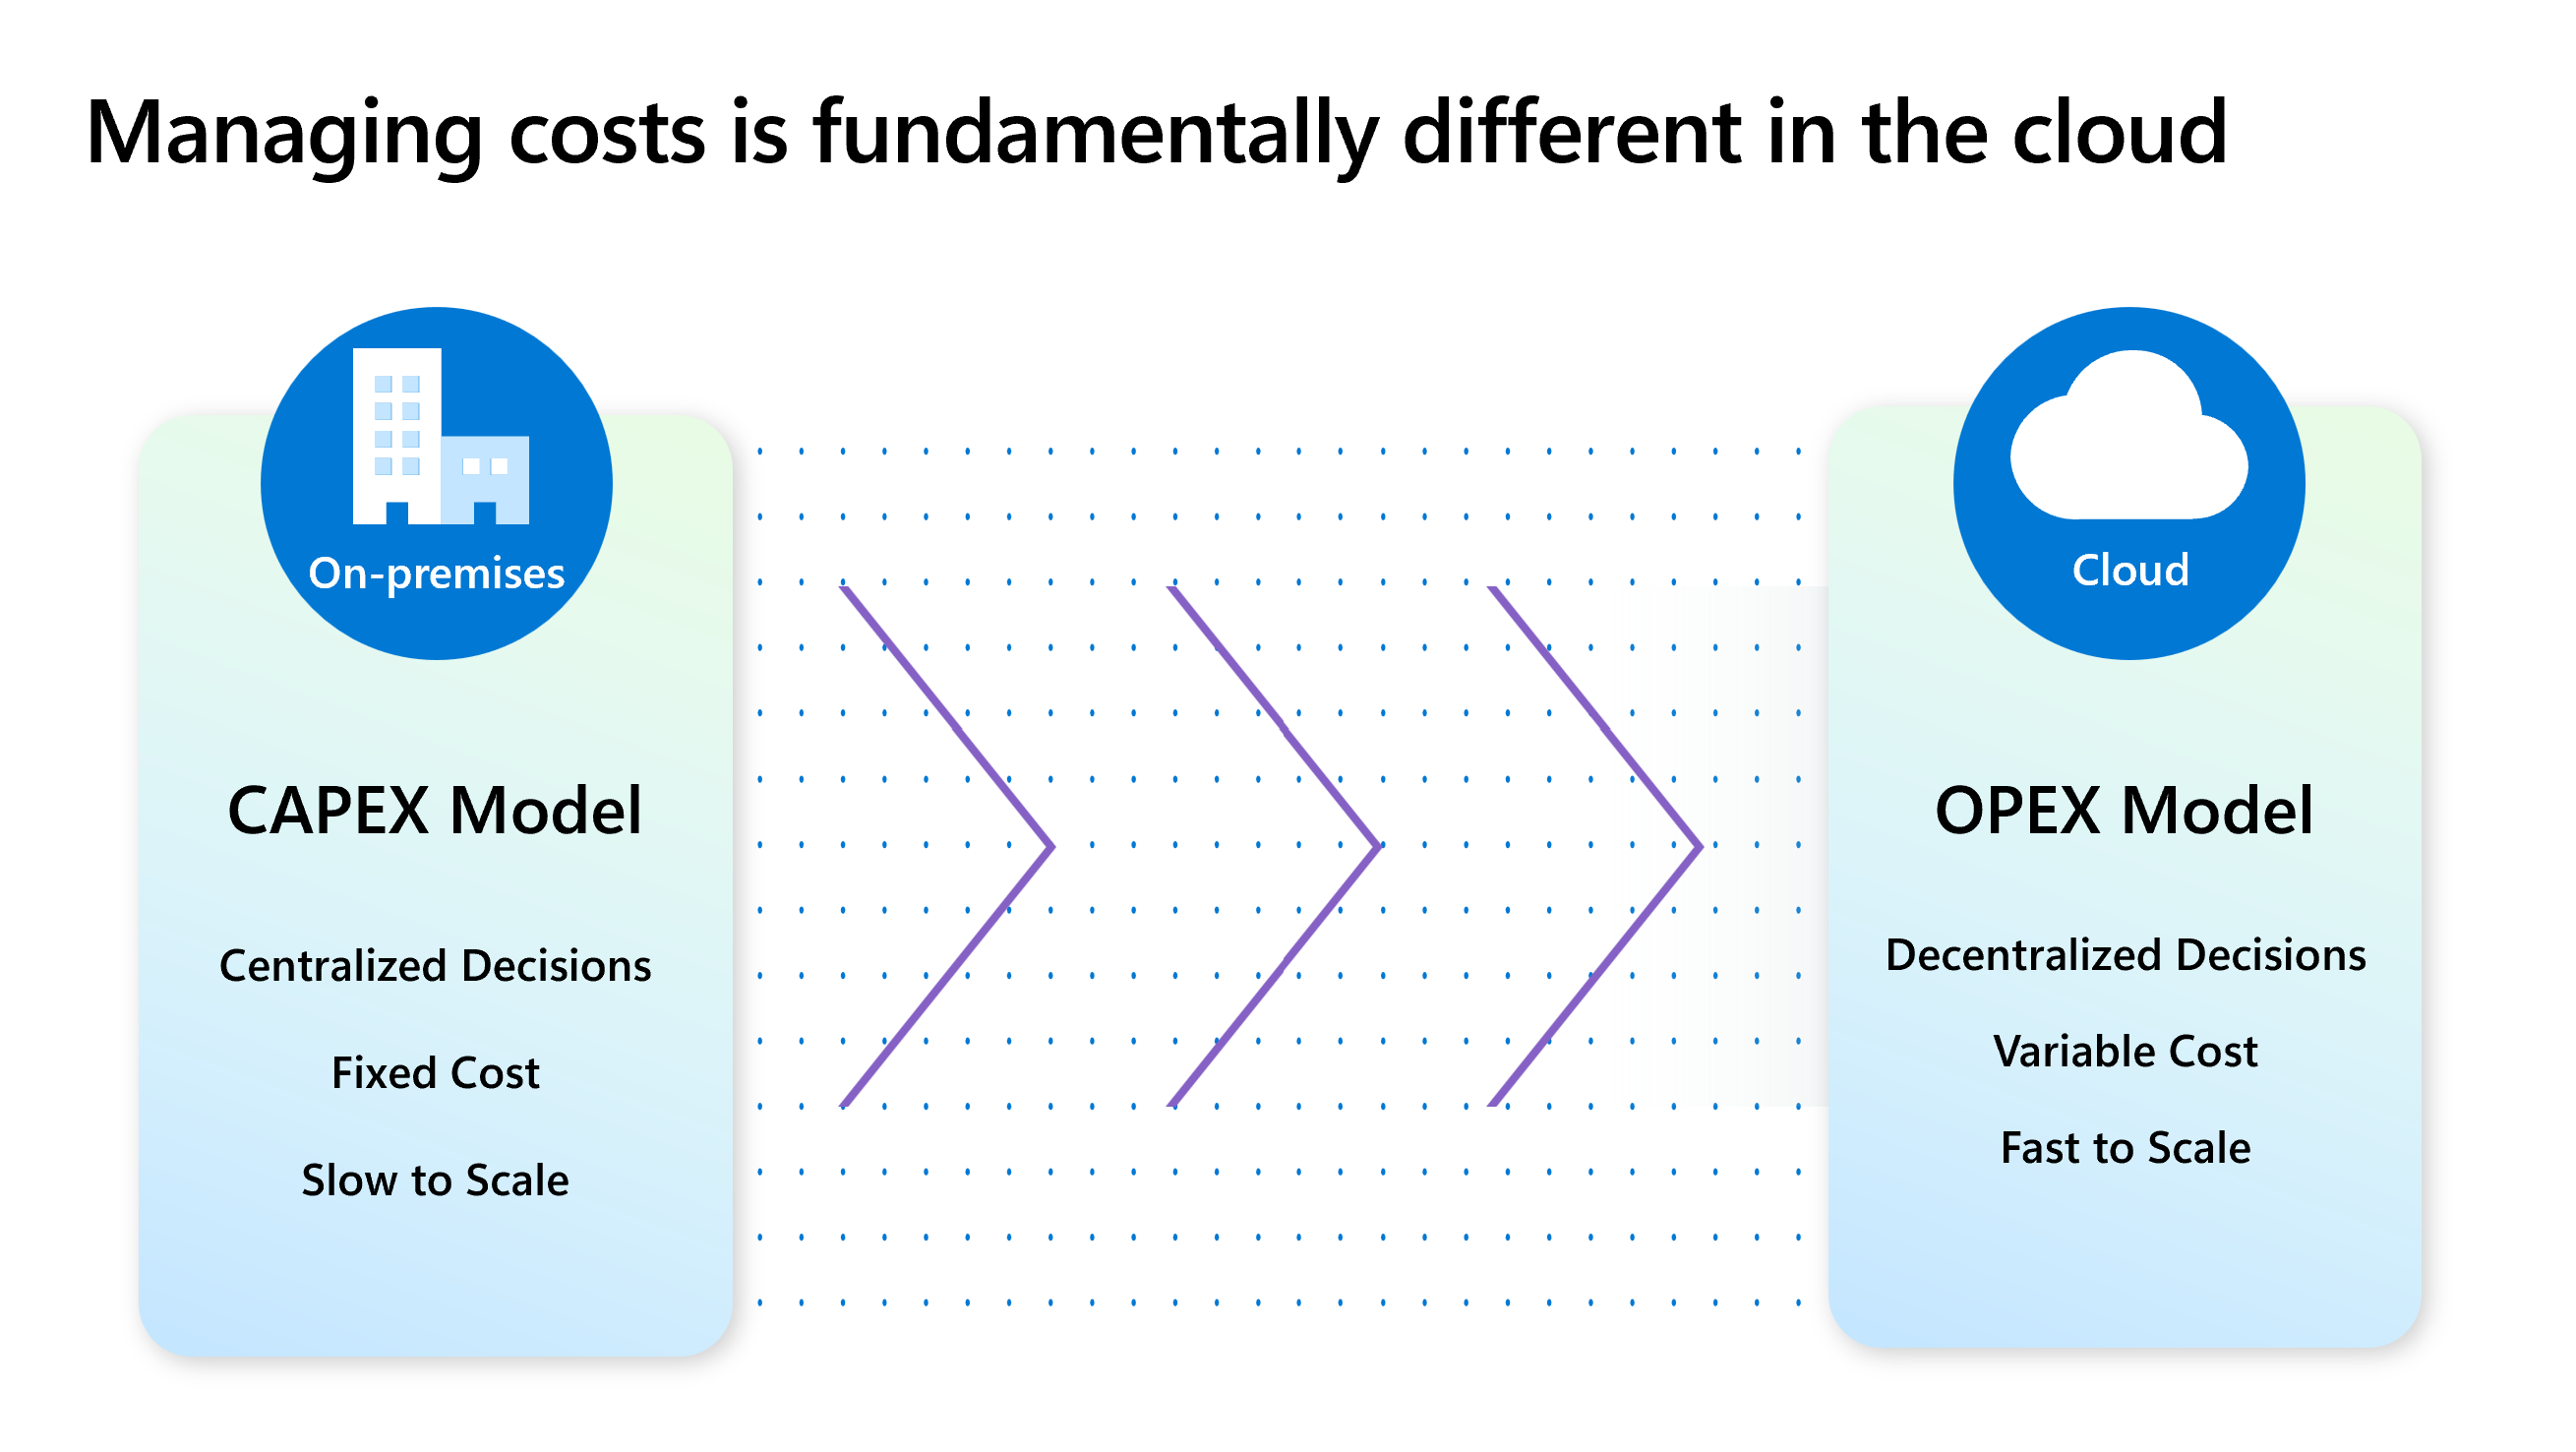 Managing costs is fundamentally different in the cloud
On-premises
CAPEX Model
Centralized Decisions
Fixed Cost
Slow to Scale
Cloud
OPEX Model
Decentralized Decisions
Variable Cost
Fast to Scale